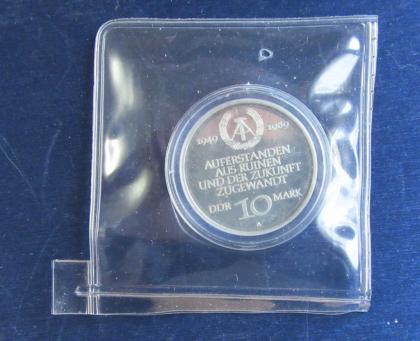 1949 1989
AUFERSTANDEN
AUS RUINEN
UND DER ZUKUNFT
ZUGEWANDT
DDR 10 MARK
A